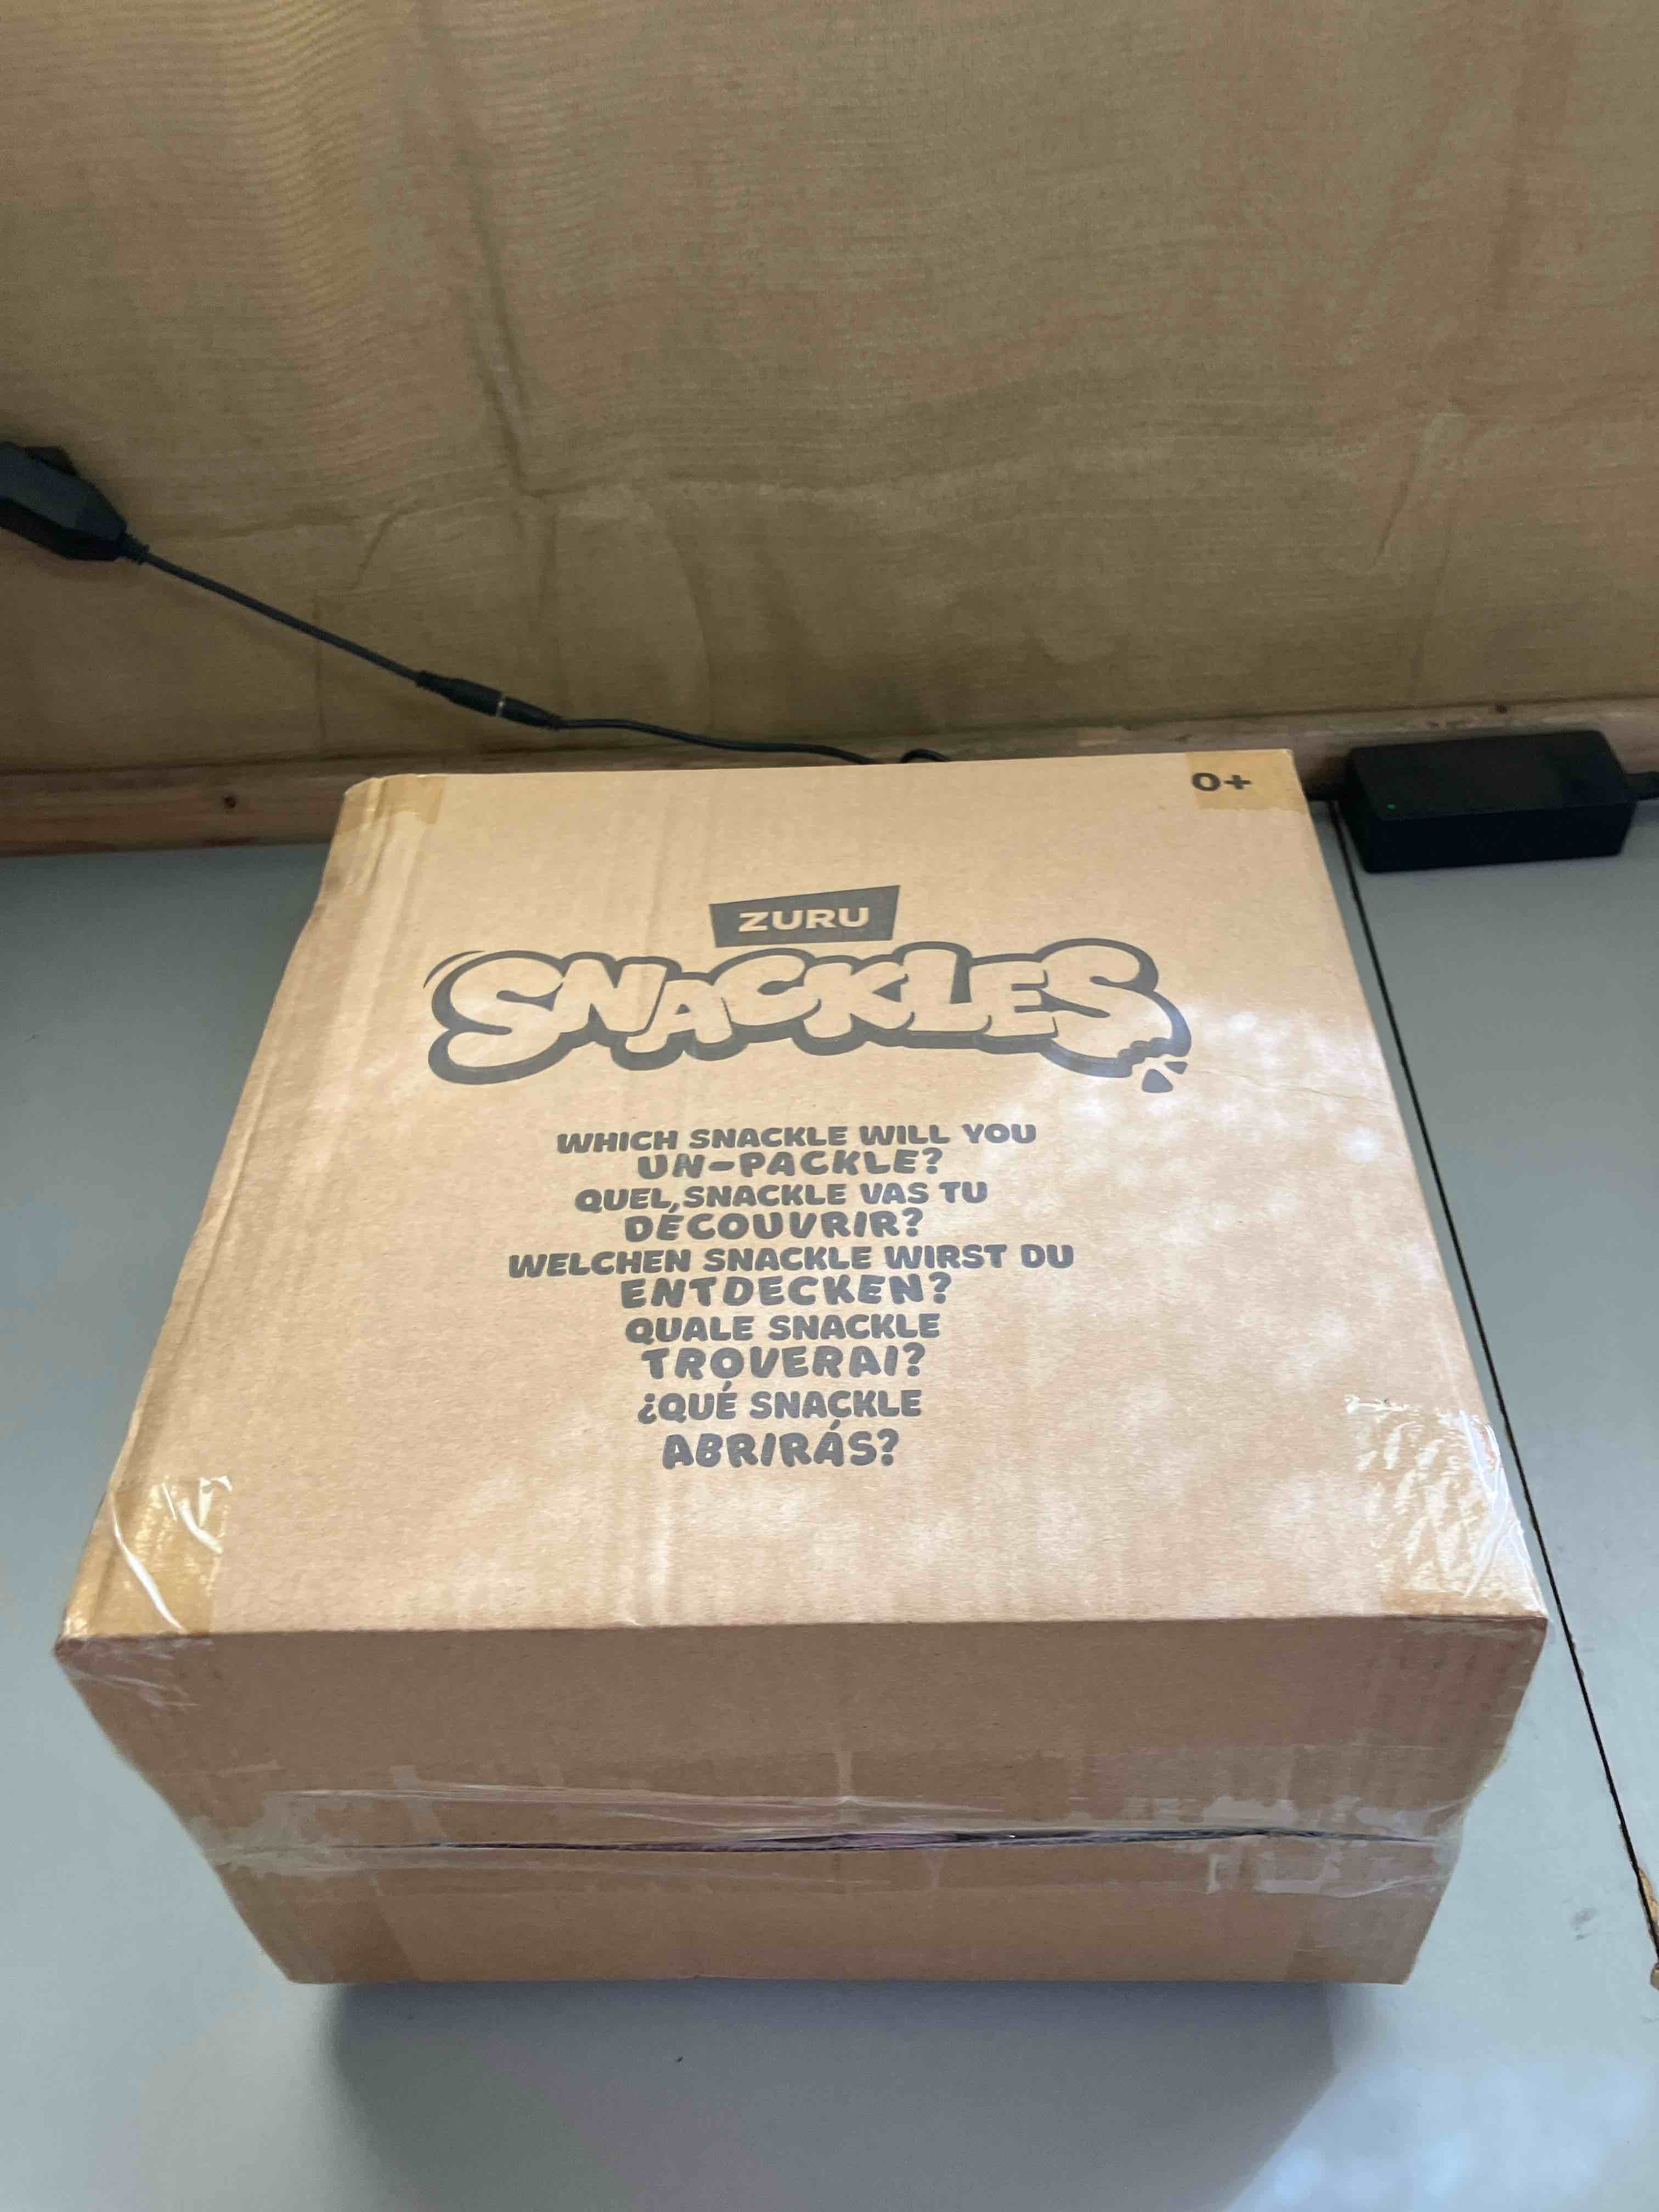 0+
ZURU
SNACKLES
WHICH SNACKLE WILL YOU
UN-PACKLE?
QUEL SNACKLE VAS TU
DÉCOUVRIR?
WELCHEN SNACKLE WIRST DU
ENTDECKEN?
QUALE SNACKLE
TROVERAI?
¿QUÉ SNACKLE
ABRIRÁS?